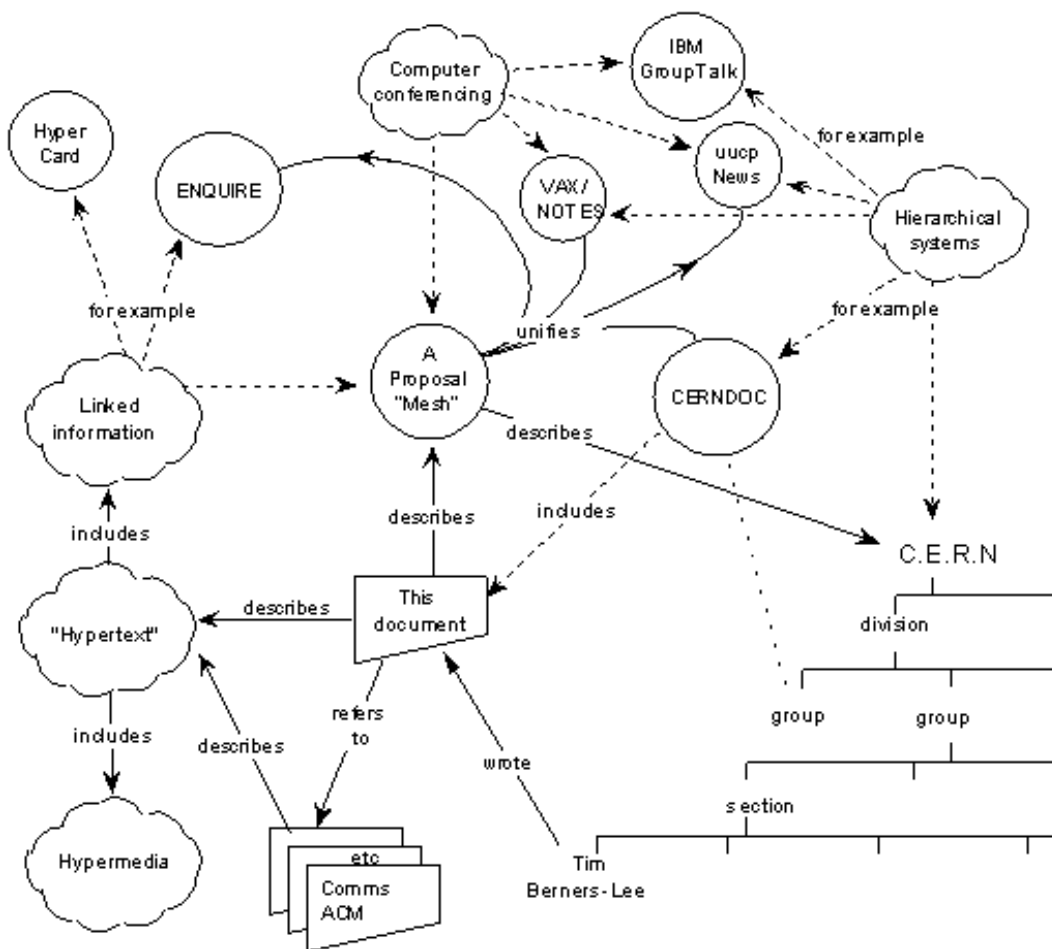 IBM
GroupTalk
Computer
conferencing
Hyper
Card
ENQUIRE
VAX/
NOTES
uucp
News
for example
Hierarchical
systems
for example
unifies
for example
A
Proposal
"Mesh"
Linked
information
CERNDOC
describes
includes
describes
includes
C.E.R.N
"Hypertext"
describes
This
document
division
includes
describes
refers
to
wrote
group
group
section
Hypermedia
etc
Comms
ACM
Tim
Berners-Lee